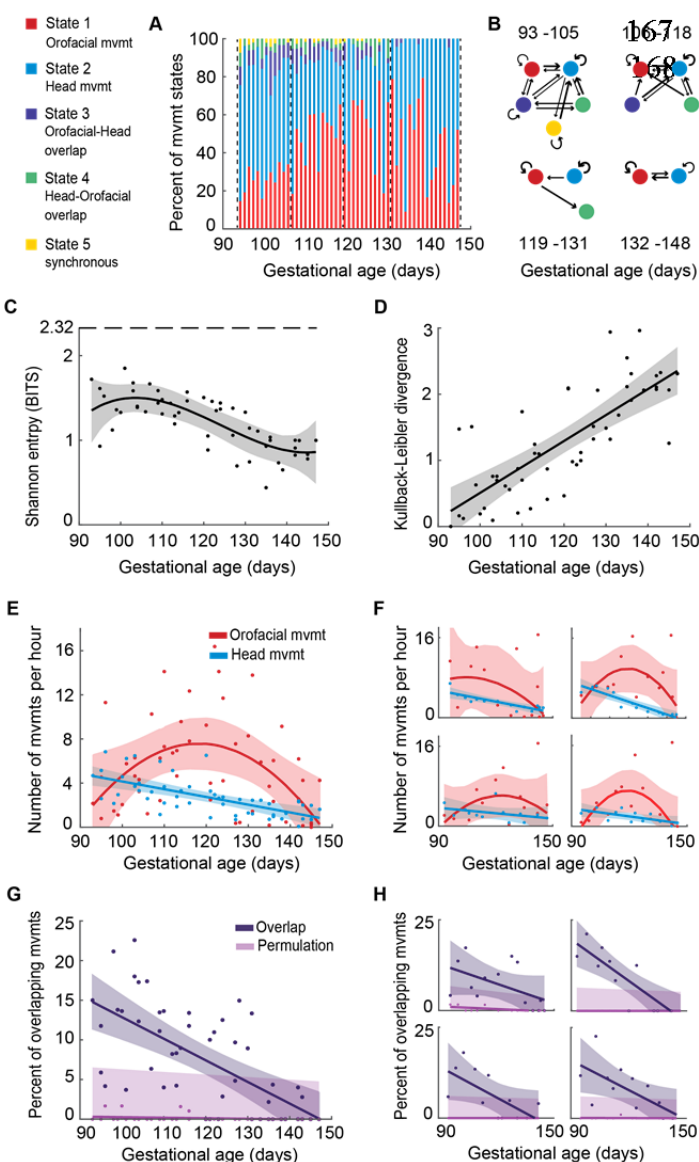 State 1
Orofacial mvmt
State 2
Head mvmt
State 3
Orofacial-Head
overlap
State 4
Head-Orofacial
overlap
State 5
synchronous
A
Percent of mvmt states
100
80
60
40
20
0
90 100 110 120 130 140 150
Gestational age (days)
B
93 -105
167
168
119 -131 132 -148
Gestational age (days)
C
2.32
2
1
0
Shannon entrpy (BITS)
90 100 110 120 130 140 150
Gestational age (days)
D
3
2
1
0
Kullback-Leibler divergence
90 100 110 120 130 140 150
Gestational age (days)
E
Orofacial mvmt
Head mvmt
16
12
8
4
0
Number of mvmts per hour
90 100 110 120 130 140 150
Gestational age (days)
F
16
0
16
0
Number of mvmts per hour
90 150 90 150
Gestational age (days)
G
Overlap
Permulation
25
20
15
10
5
0
Percent of overlapping mvmts
90 100 110 120 130 140 150
Gestational age (days)
H
25
0
25
0
Percent of overlapping mvmts
90 150 90 150
Gestational age (days)